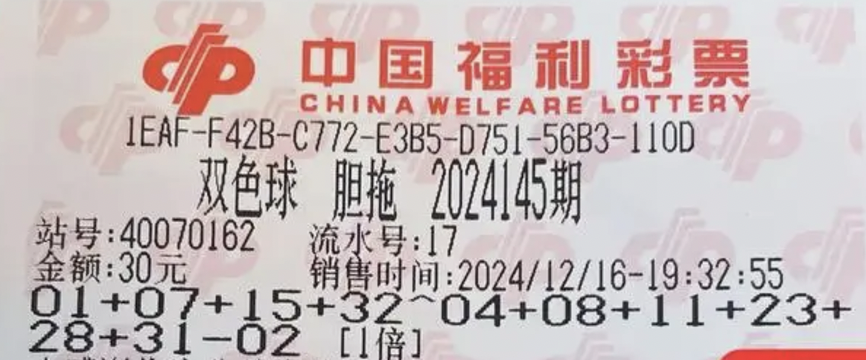 中国福利彩票
CHINA WELFARE LOTTERY
1EAF-F42B-C772-E3B5-D751-56B3-110D
双色球 胆拖 2024145期
站号:40070162 流水号:17
金额:30元 销售时间:2024/12/16-19:32:55
01+07+15+32~04+08+11+23+
28+31-02 [1倍]